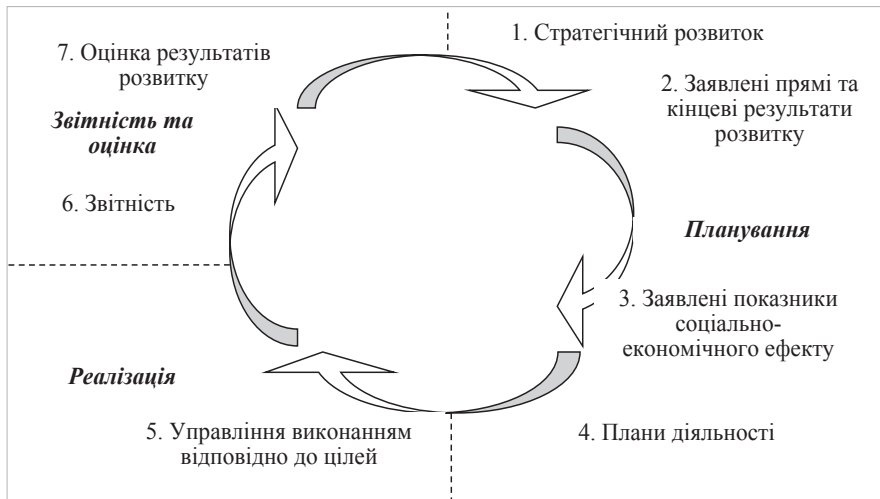 1. Стратегічний розвиток
2. Заявлені прямі та
кінцеві результати
розвитку
Планування
3. Заявлені показники
соціально-
економічного ефекту
4. Плани діяльності
5. Управління виконанням
відповідно до цілей
Реалізація
6. Звітність
Звітність та
оцінка
7. Оцінка результатів
розвитку